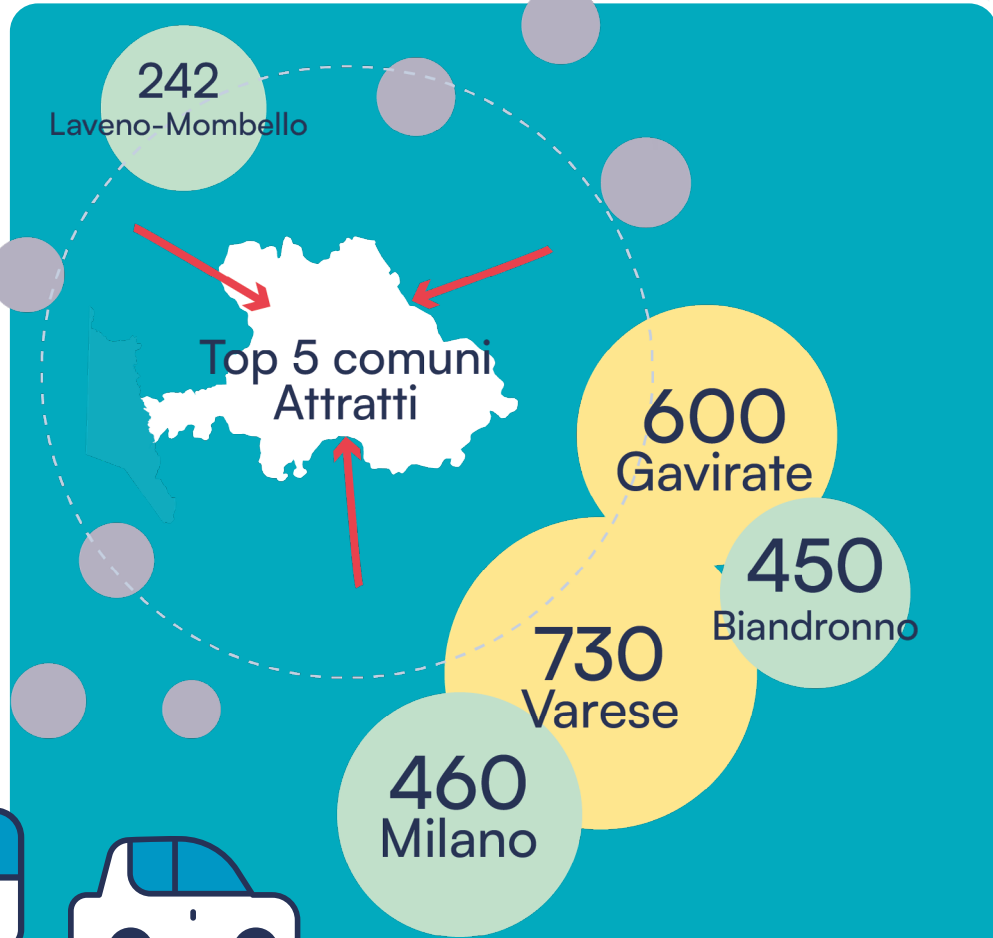 242
Laveno-Mombello
Top 5 comuni
Attratti
600
Gavirate
450
Biandronno
730
Varese
460
Milano